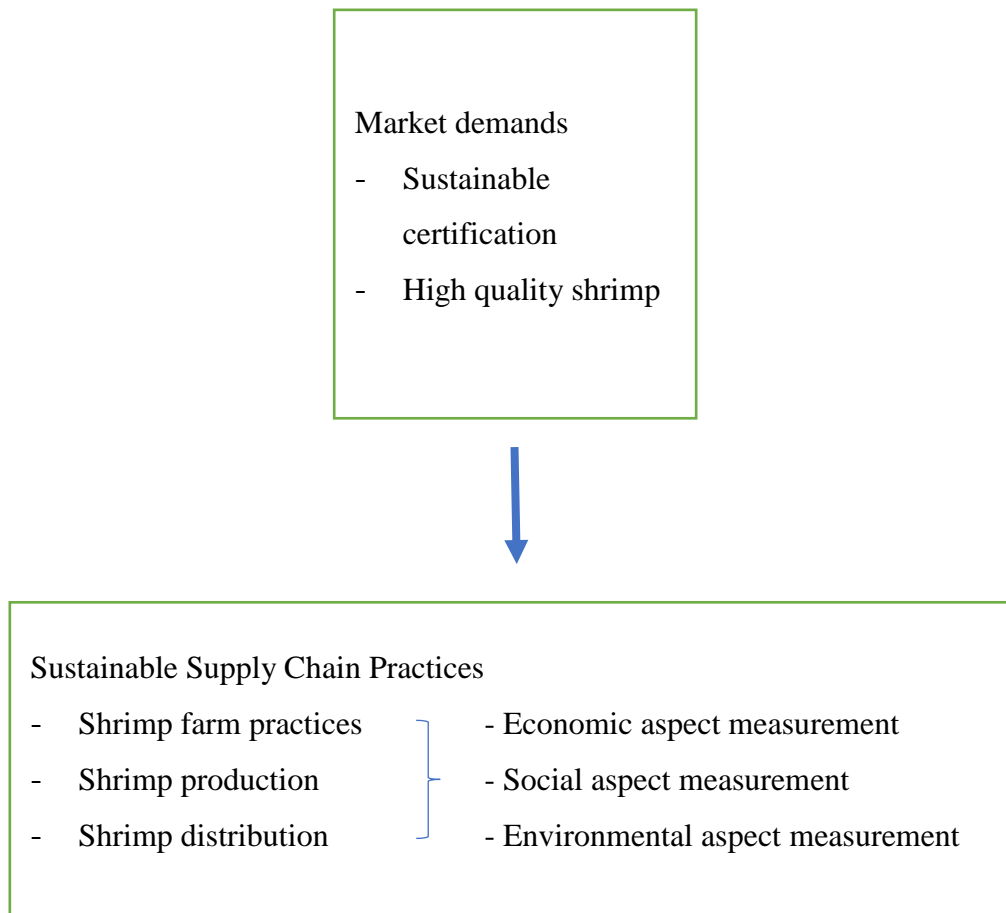 Market demands
- Sustainable
certification
- High quality shrimp
Sustainable Supply Chain Practices
- Shrimp farm practices - Economic aspect measurement
- Shrimp production - Social aspect measurement
- Shrimp distribution - Environmental aspect measurement